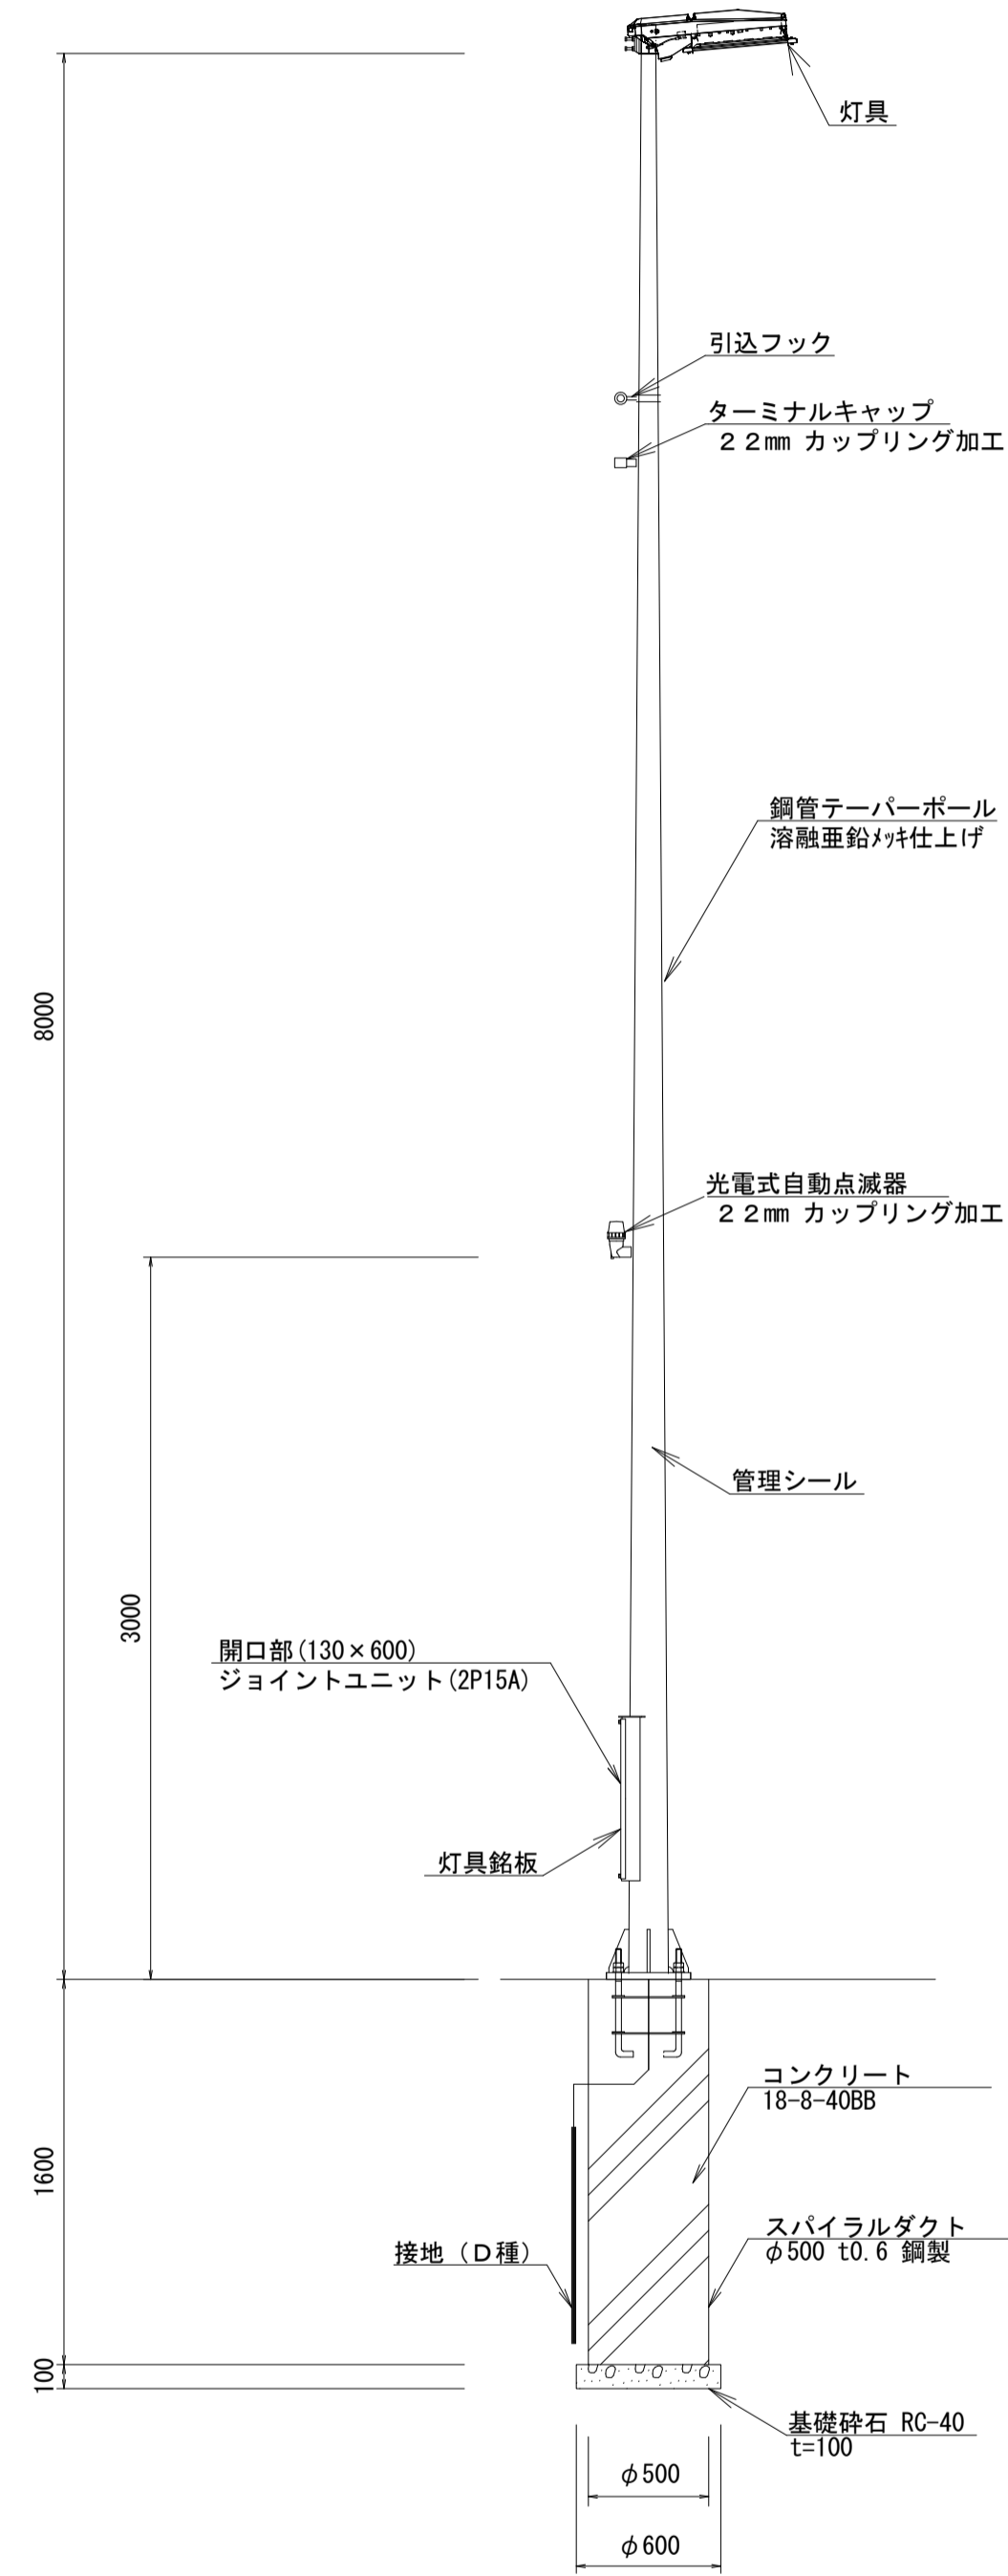 灯具
引込フック
ターミナルキャップ
２２mm カップリング加工
鋼管テーパーポール
溶融亜鉛ﾒｯｷ仕上げ
8000
光電式自動点滅器
２２mm カップリング加工
管理シール
3000
開口部(130×600)
ジョイントユニット(2P15A)
灯具銘板
コンクリート
18-8-40BB
1600
スパイラルダクト
φ500 t0.6 鋼製
接地（Ｄ種）
100
基礎砕石 RC-40
t=100
φ500
φ600